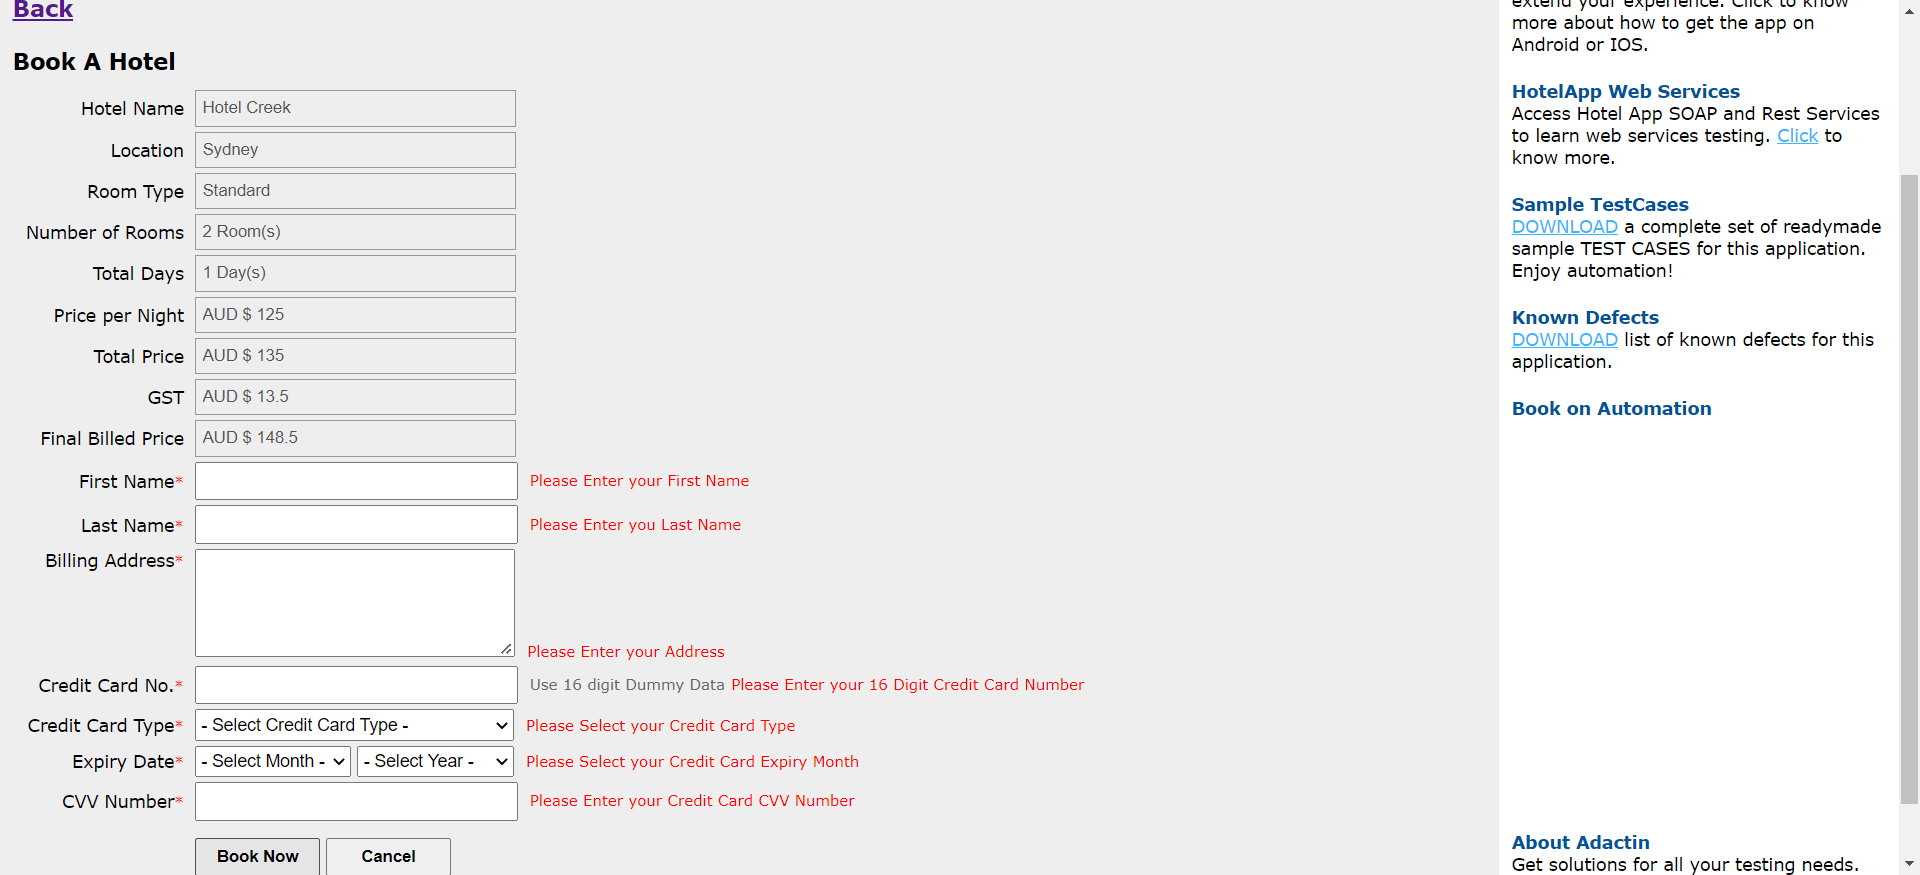 Back
Book A Hotel
Hotel Name Hotel Creek
Location Sydney
Room Type Standard
Number of Rooms 2 Room(s)
Total Days 1 Day(s)
Price per Night AUD $ 125
Total Price AUD $ 135
GST AUD $ 13.5
Final Billed Price AUD $ 148.5
First Name* Please Enter your First Name
Last Name* Please Enter you Last Name
Billing Address* Please Enter your Address
Credit Card No.* Use 16 digit Dummy Data Please Enter your 16 Digit Credit Card Number
Credit Card Type* - Select Credit Card Type - Please Select your Credit Card Type
Expiry Date* - Select Month - - Select Year - Please Select your Credit Card Expiry Month
CVV Number* Please Enter your Credit Card CVV Number
Book Now Cancel
extend your experience. Click to know
more about how to get the app on
Android or IOS.
HotelApp Web Services
Access Hotel App SOAP and Rest Services
to learn web services testing. Click to
know more.
Sample TestCases
DOWNLOAD a complete set of readymade
sample TEST CASES for this application.
Enjoy automation!
Known Defects
DOWNLOAD list of known defects for this
application.
Book on Automation
About Adactin
Get solutions for all your testing needs.